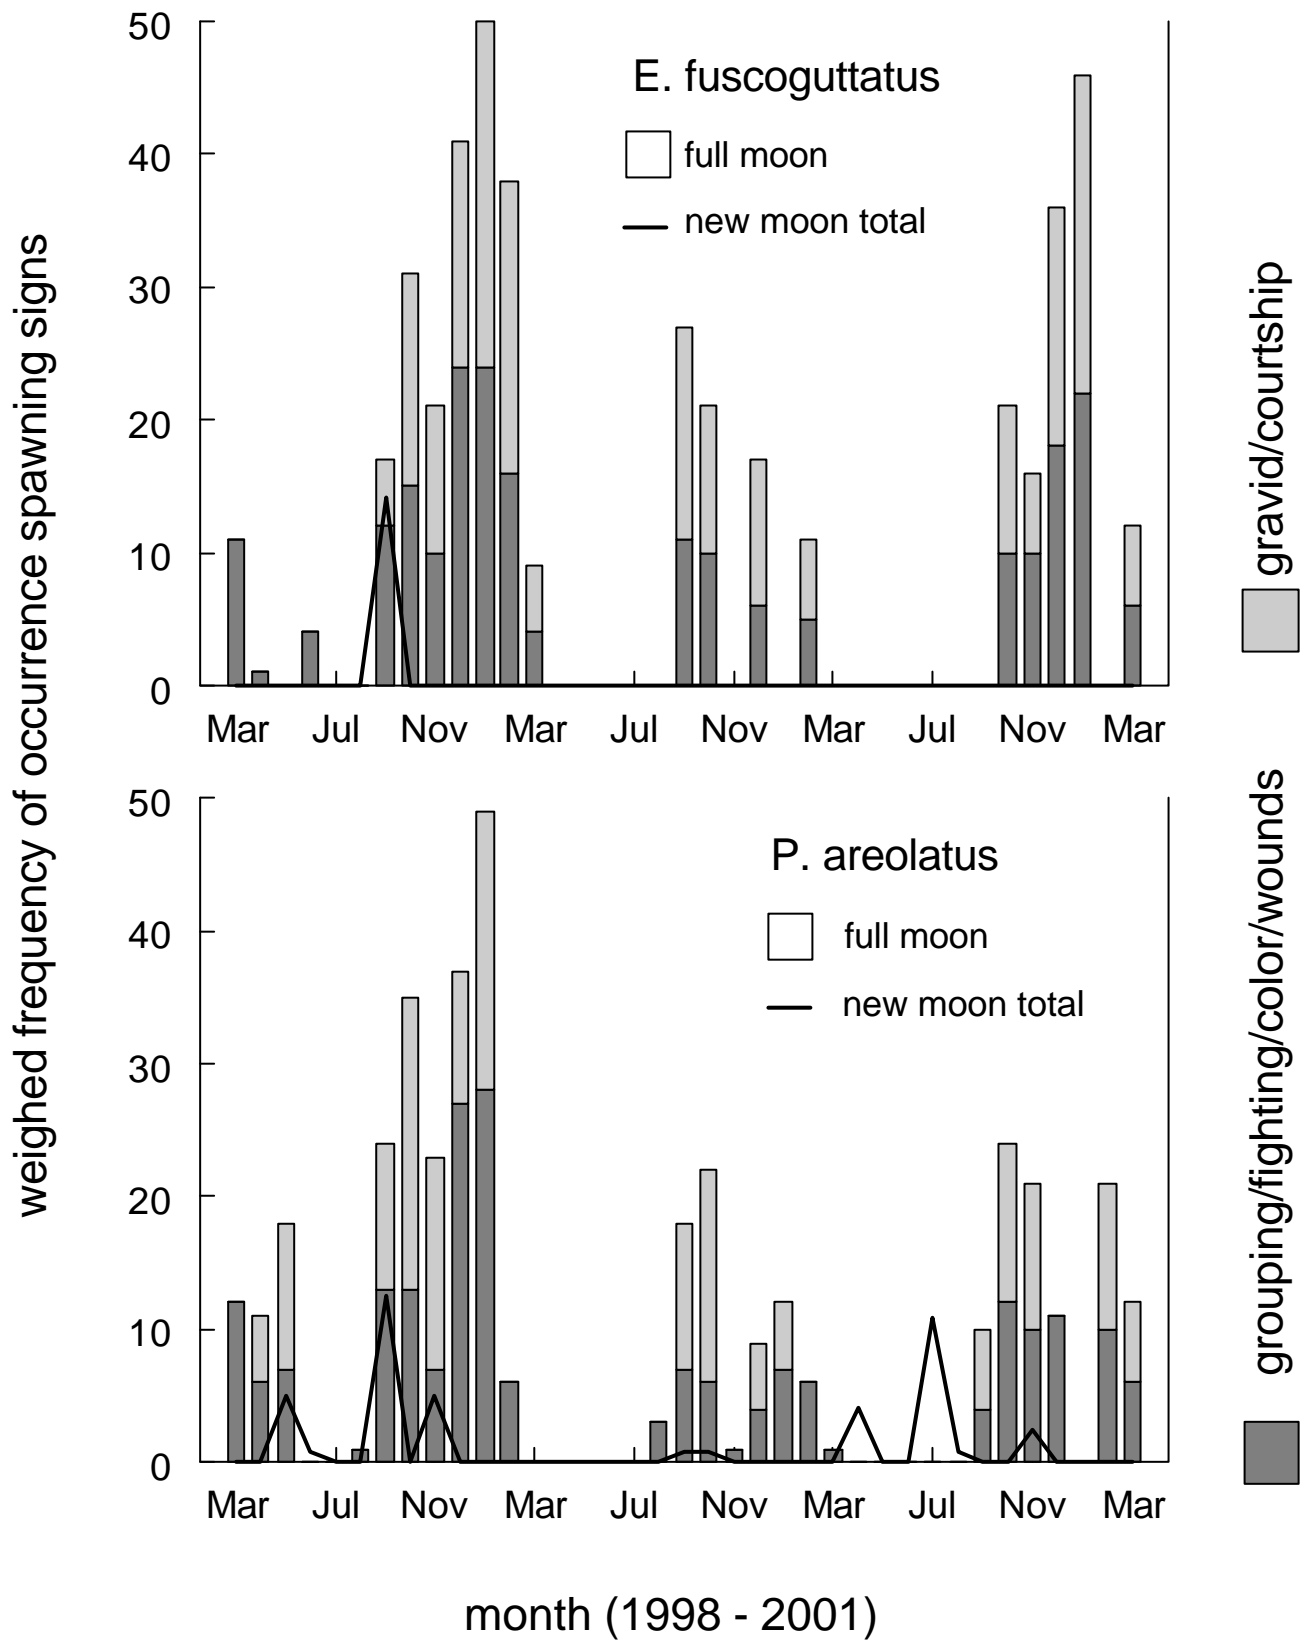 weighed frequency of occurrence spawning signs
50
40
30
20
10
0
E. fuscoguttatus
full moon
new moon total
Mar Jul Nov Mar Jul Nov Mar Jul Nov Mar
50
40
30
20
10
0
P. areolatus
full moon
new moon total
Mar Jul Nov Mar Jul Nov Mar Jul Nov Mar
month (1998 - 2001)
gravid/courtship
grouping/fighting/color/wounds